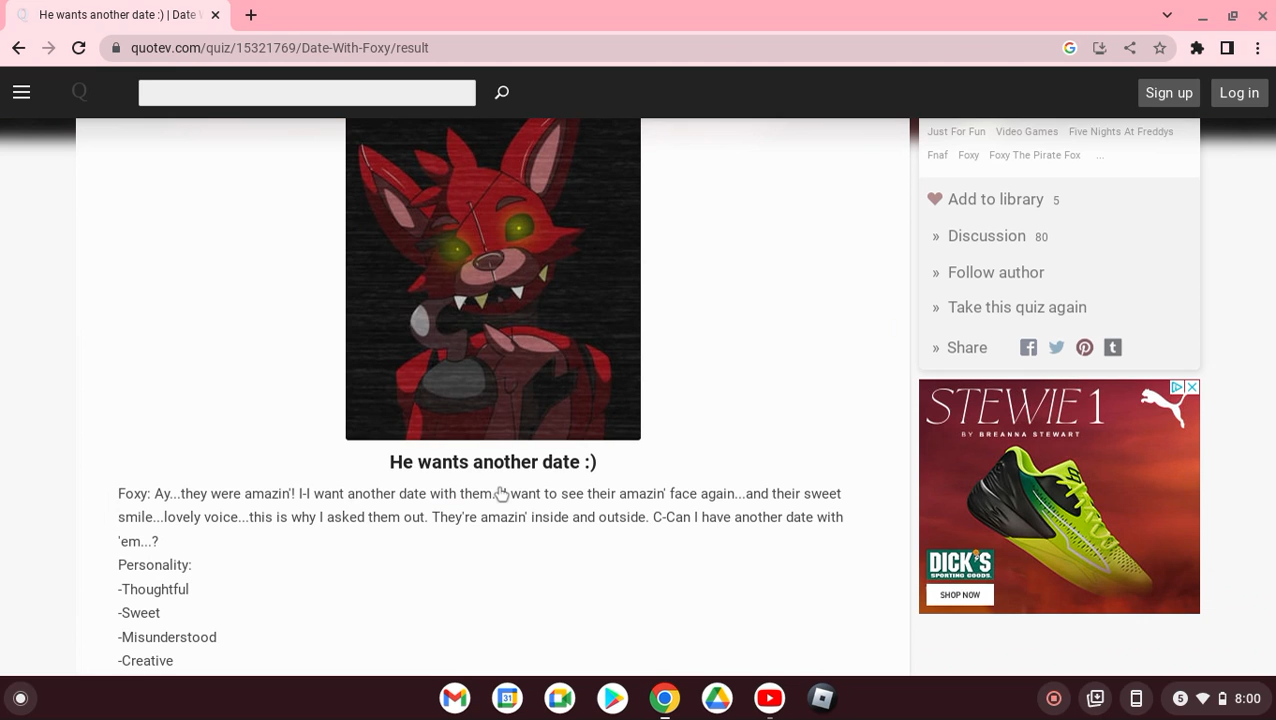 He wants another date :) | Date W
quotev.com/quiz/15321769/Date-With-Foxy/result
Q
Sign up
Log in
Just For Fun Video Games Five Nights At Freddys
Fnaf Foxy Foxy The Pirate Fox ...
Add to library 5
» Discussion 80
» Follow author
» Take this quiz again
» Share
STEWIE 1
BY BREANNA STEWART
DICK'S
SPORTING GOODS.
SHOP NOW
He wants another date :)
Foxy: Ay...they were amazin'! I-I want another date with them. want to see their amazin' face again...and their sweet
smile...lovely voice...this is why I asked them out. They're amazin' inside and outside. C-Can I have another date with
'em...?
Personality:
-Thoughtful
-Sweet
-Misunderstood
-Creative
31
5
8:00